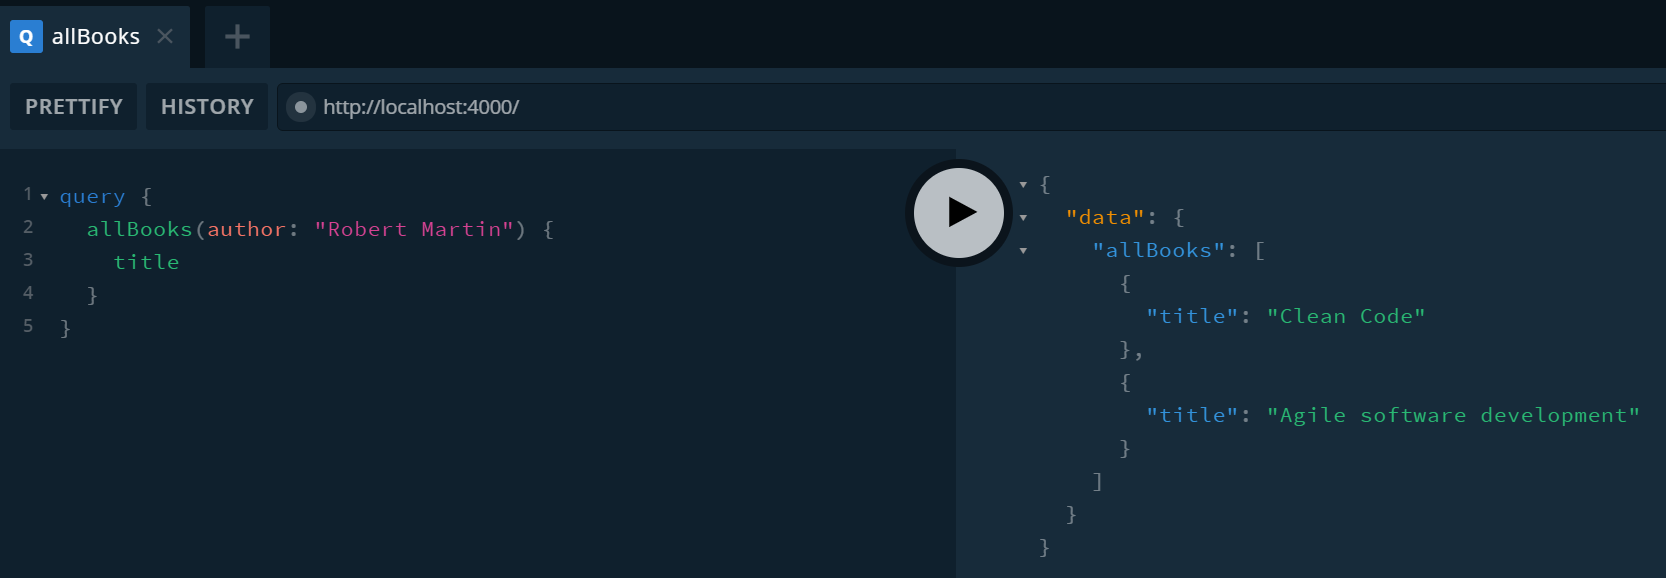 Q allBooks
PRETTIFY HISTORY http://localhost:4000/
1 query {
2 allBooks(author: "Robert Martin") {
3 title
4 }
5 }
{
"data": {
"allBooks": [
{
"title": "Clean Code"
},
{
"title": "Agile software development"
}
]
}
}